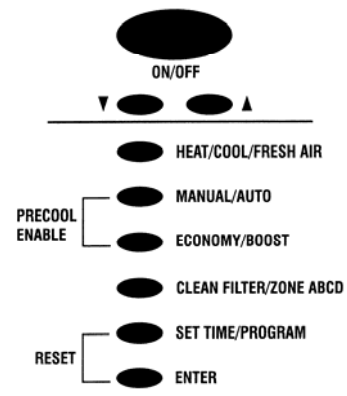 ON/OFF
▼ ▲
HEAT/COOL/FRESH AIR
MANUAL/AUTO
PRECOOL
ENABLE
ECONOMY/BOOST
CLEAN FILTER/ZONE ABCD
SET TIME/PROGRAM
RESET
ENTER